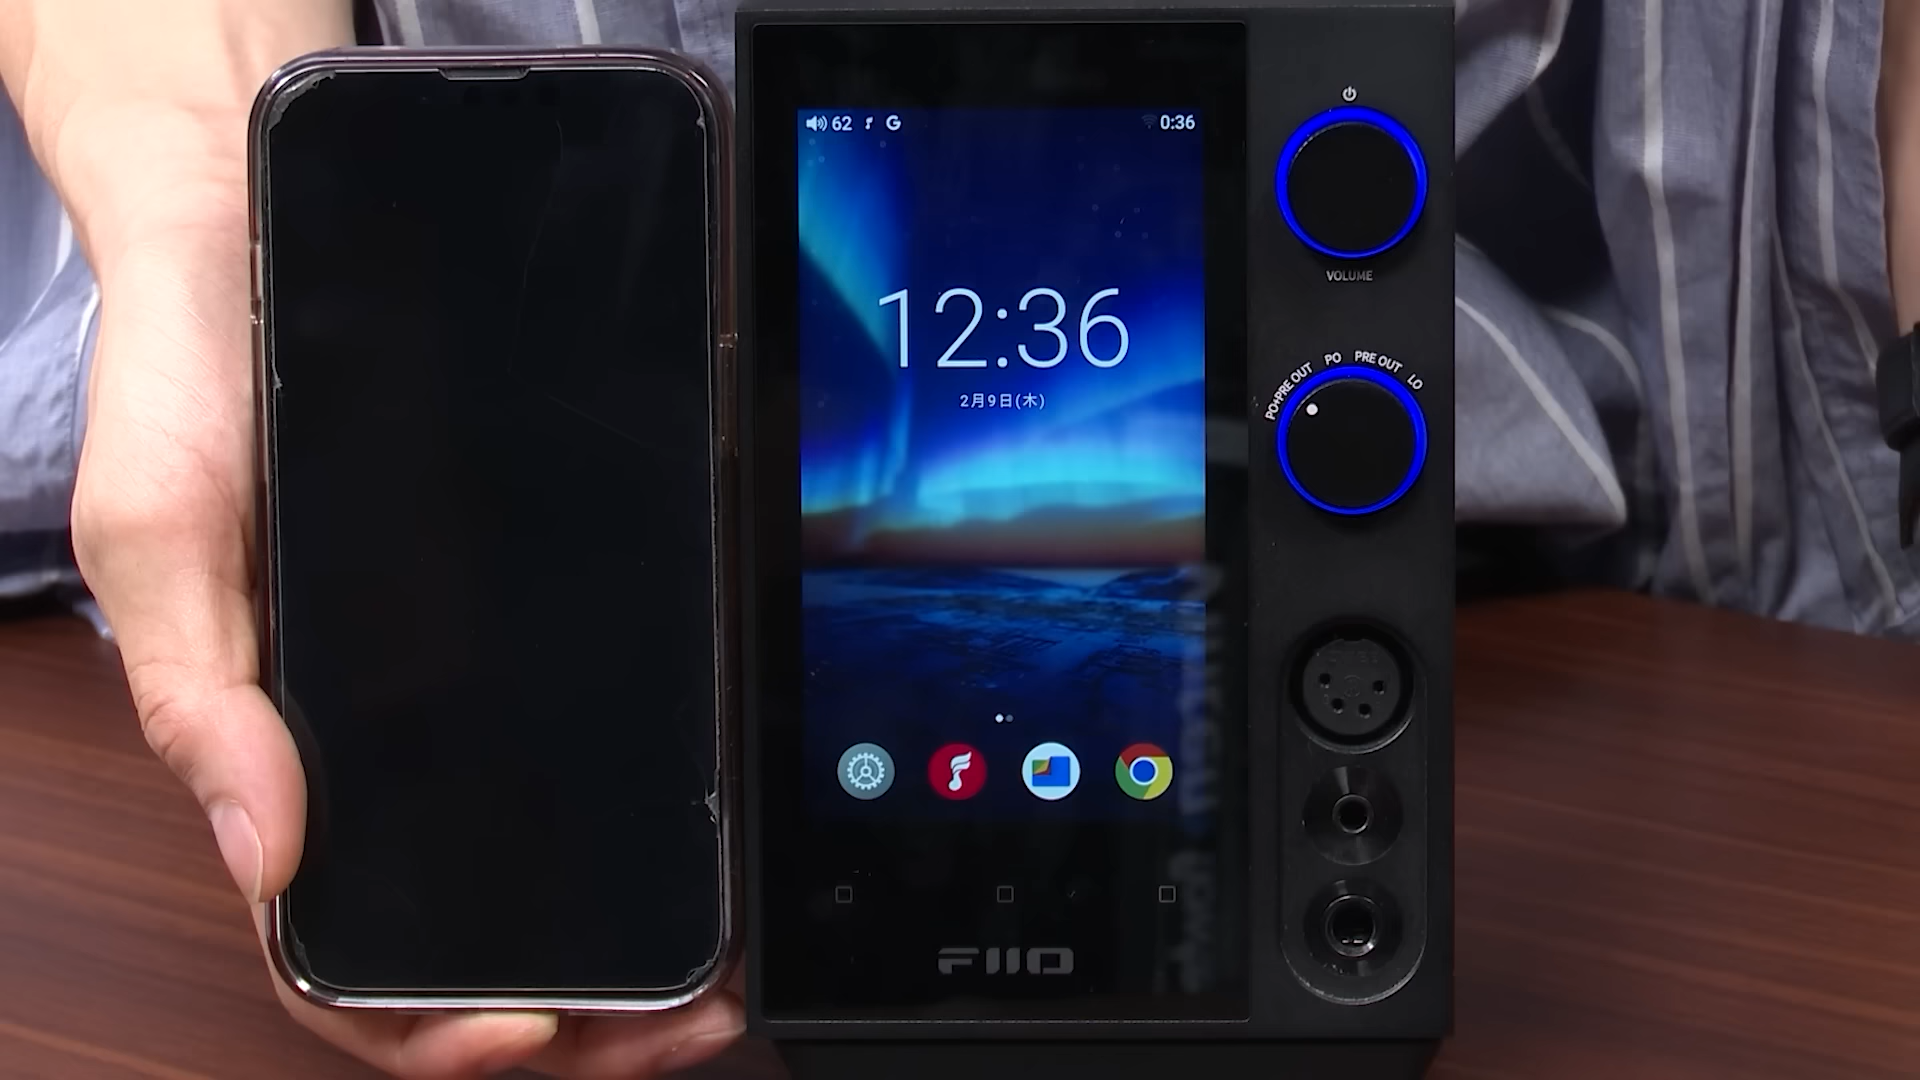 62
0:36
12:36
2月9日(木)
FIIO
VOLUME
PO+PRE OUT PO PRE OUT LO